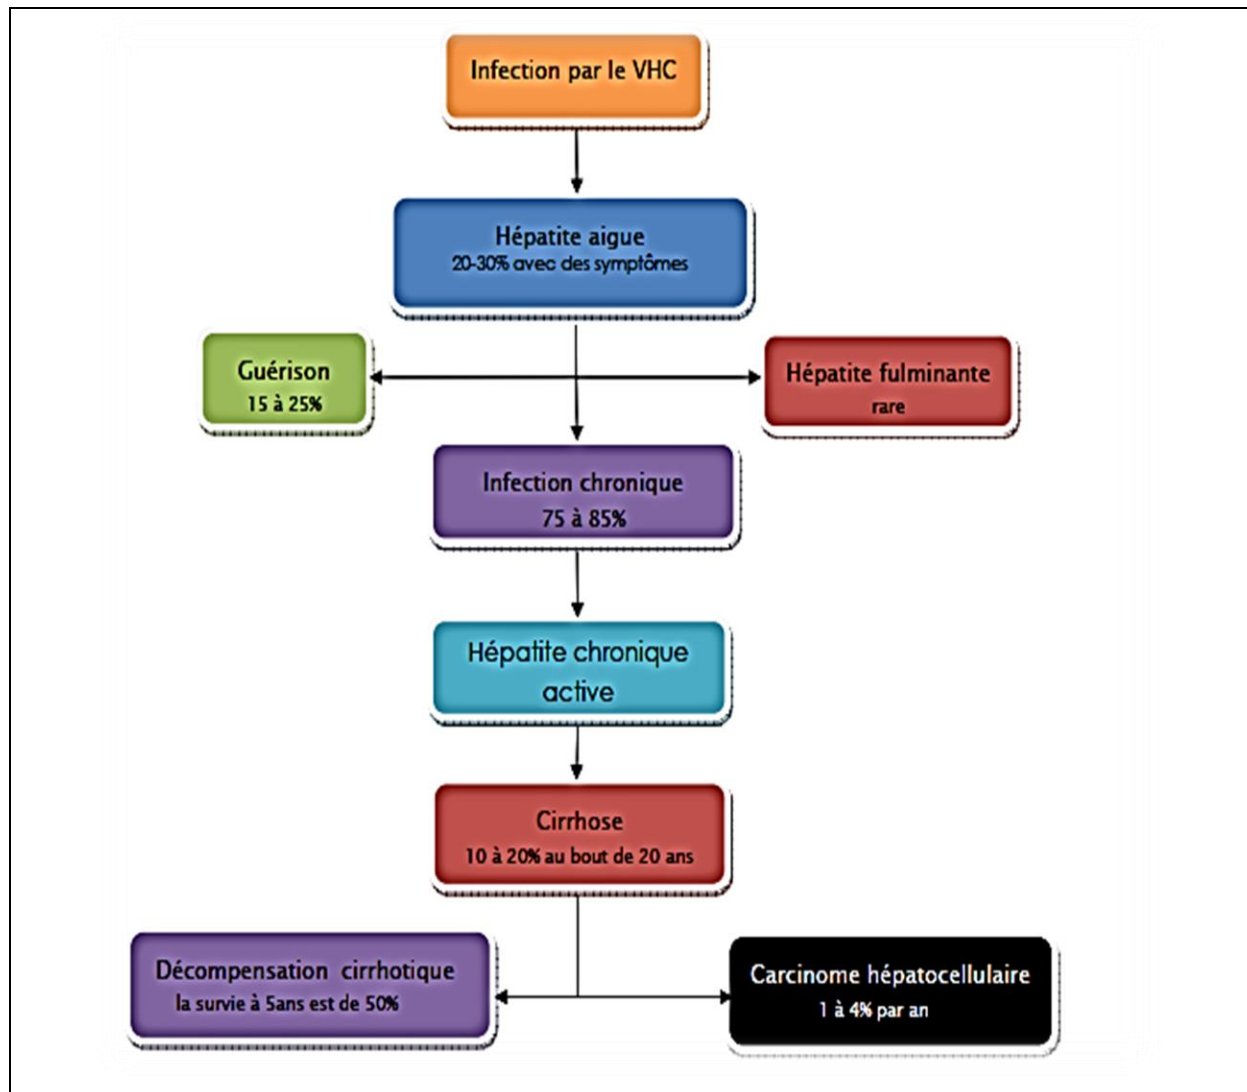 Infection par le VHC
Hépatite aigue
20-30% avec des symptômes
Guérison
15 à 25%
Hépatite fulminante
rare
Infection chronique
75 à 85%
Hépatite chronique
active
Cirrhose
10 à 20% au bout de 20 ans
Décompensation cirrhotique
la survie à 5ans est de 50%
Carcinome hépatocellulaire
1 à 4% par an